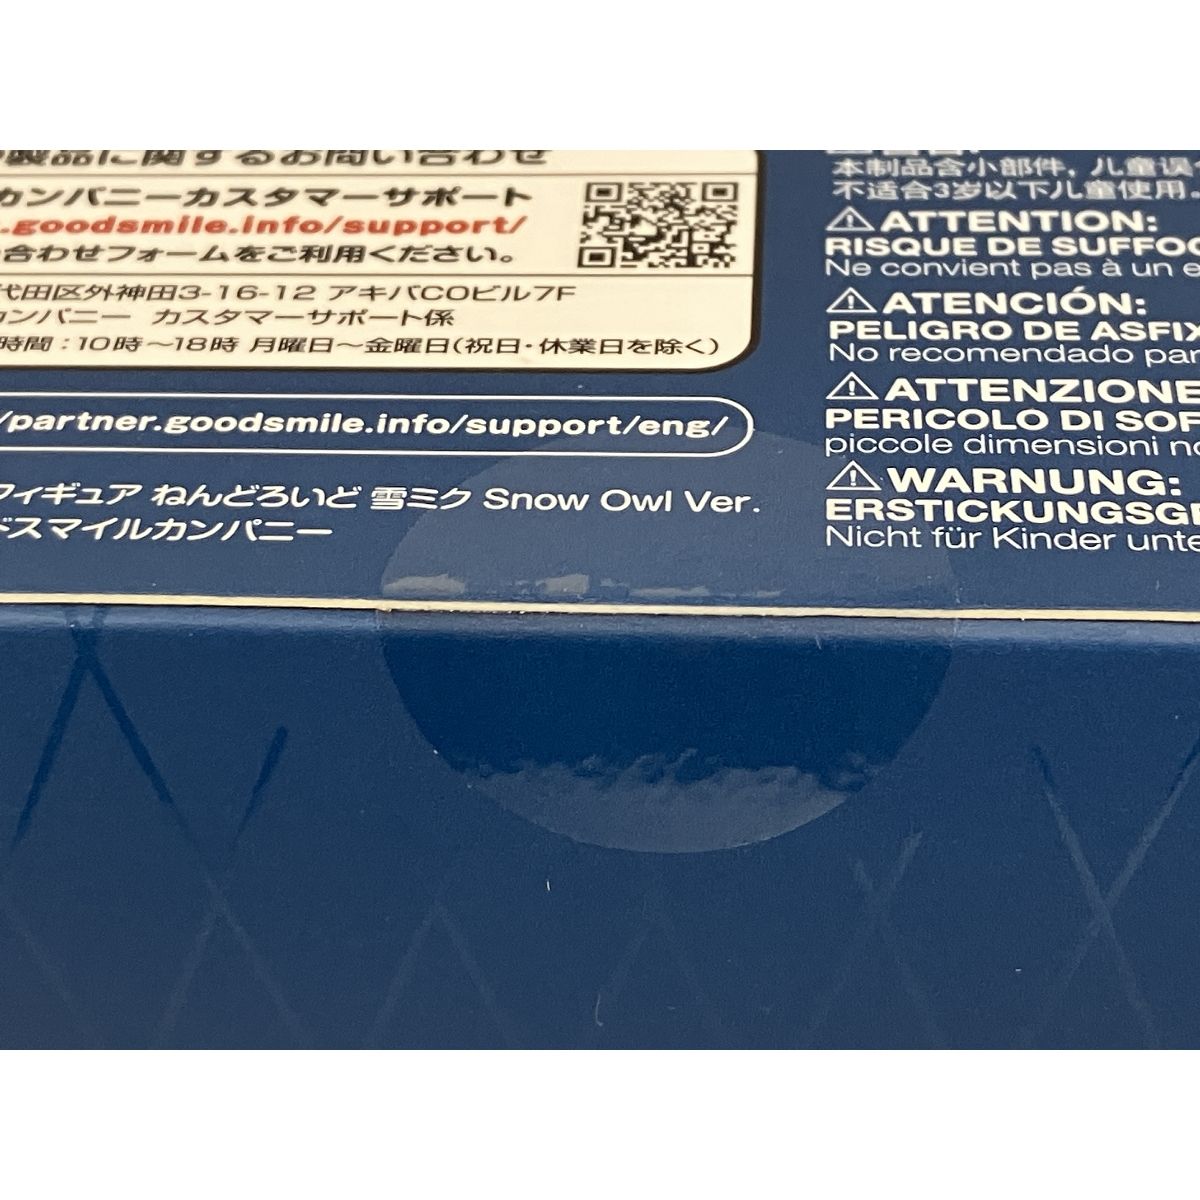 製品に関するお問い合わせ
カンパニーカスタマーサポート
.goodsmile.info/support/
合わせフォームをご利用ください。
代田区外神田3-16-12 アキバCOビル7F
カンパニー カスタマーサポート係
時間:10時～18時 月曜日～金曜日(祝日・休業日を除く)
/partner.goodsmile.info/support/eng/
フィギュア ねんどろいど 雪ミク Snow Owl Ver.
ドスマイルカンパニー
本制品含小部件, 儿童误
不适合3岁以下儿童使用
⚠ATTENTION:
RISQUE DE SUFFOC
Ne convient pas à un e
⚠ATENCIÓN:
PELIGRO DE ASFIX
No recomendado par
⚠ATTENZIONE
PERICOLO DI SOF
piccole dimensioni no
⚠WARNUNG:
ERSTICKUNGSGE
Nicht für Kinder unte